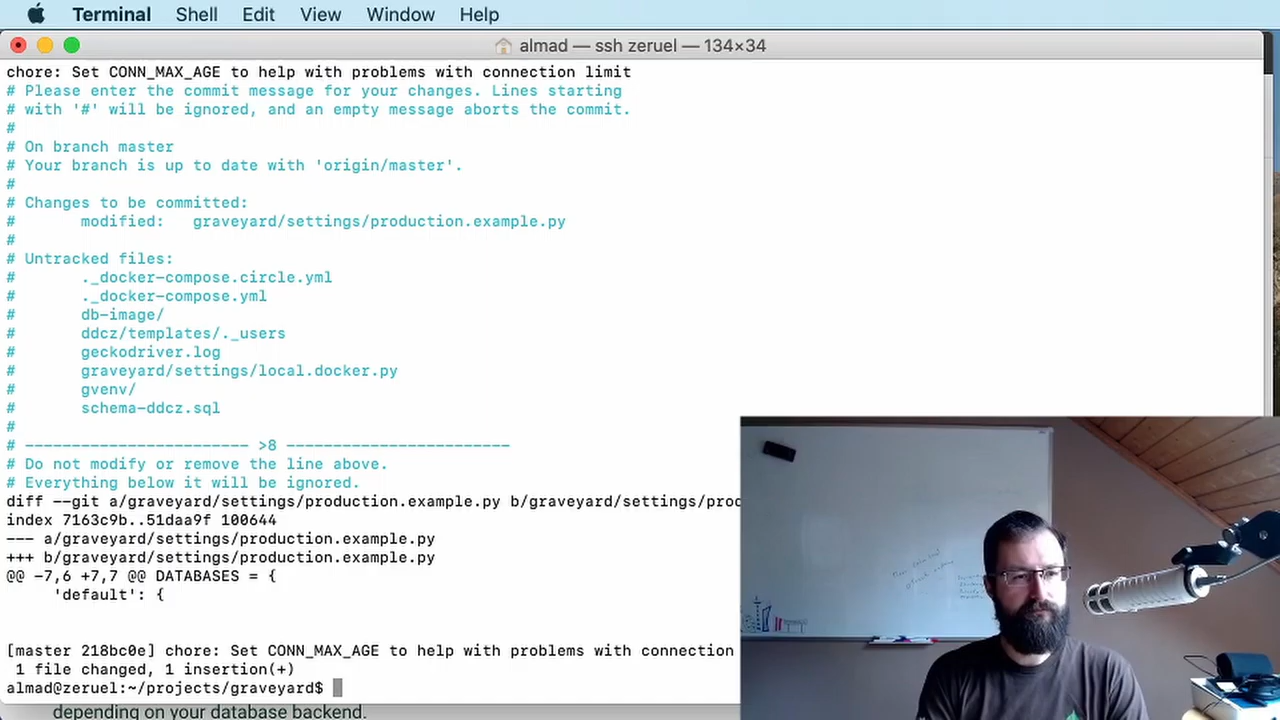 Terminal Shell Edit View Window Help
almad — ssh zeruel — 134×34
chore: Set CONN_MAX_AGE to help with problems with connection limit
# Please enter the commit message for your changes. Lines starting
# with '#' will be ignored, and an empty message aborts the commit.
#
# On branch master
# Your branch is up to date with 'origin/master'.
#
# Changes to be committed:
#       modified:   graveyard/settings/production.example.py
#
# Untracked files:
#       ._docker-compose.circle.yml
#       ._docker-compose.yml
#       db-image/
#       ddcz/templates/._users
#       geckodriver.log
#       graveyard/settings/local.docker.py
#       gvenv/
#       schema-ddcz.sql
#
# ------------------------ >8 ------------------------
# Do not modify or remove the line above.
# Everything below it will be ignored.
diff --git a/graveyard/settings/production.example.py b/graveyard/settings/prod
index 7163c9b..51daa9f 100644
--- a/graveyard/settings/production.example.py
+++ b/graveyard/settings/production.example.py
@@ -7,6 +7,7 @@ DATABASES = {
     'default': {
[master 218bc0e] chore: Set CONN_MAX_AGE to help with problems with connection
 1 file changed, 1 insertion(+)
almad@zeruel:~/projects/graveyard$
depending on your database backend.